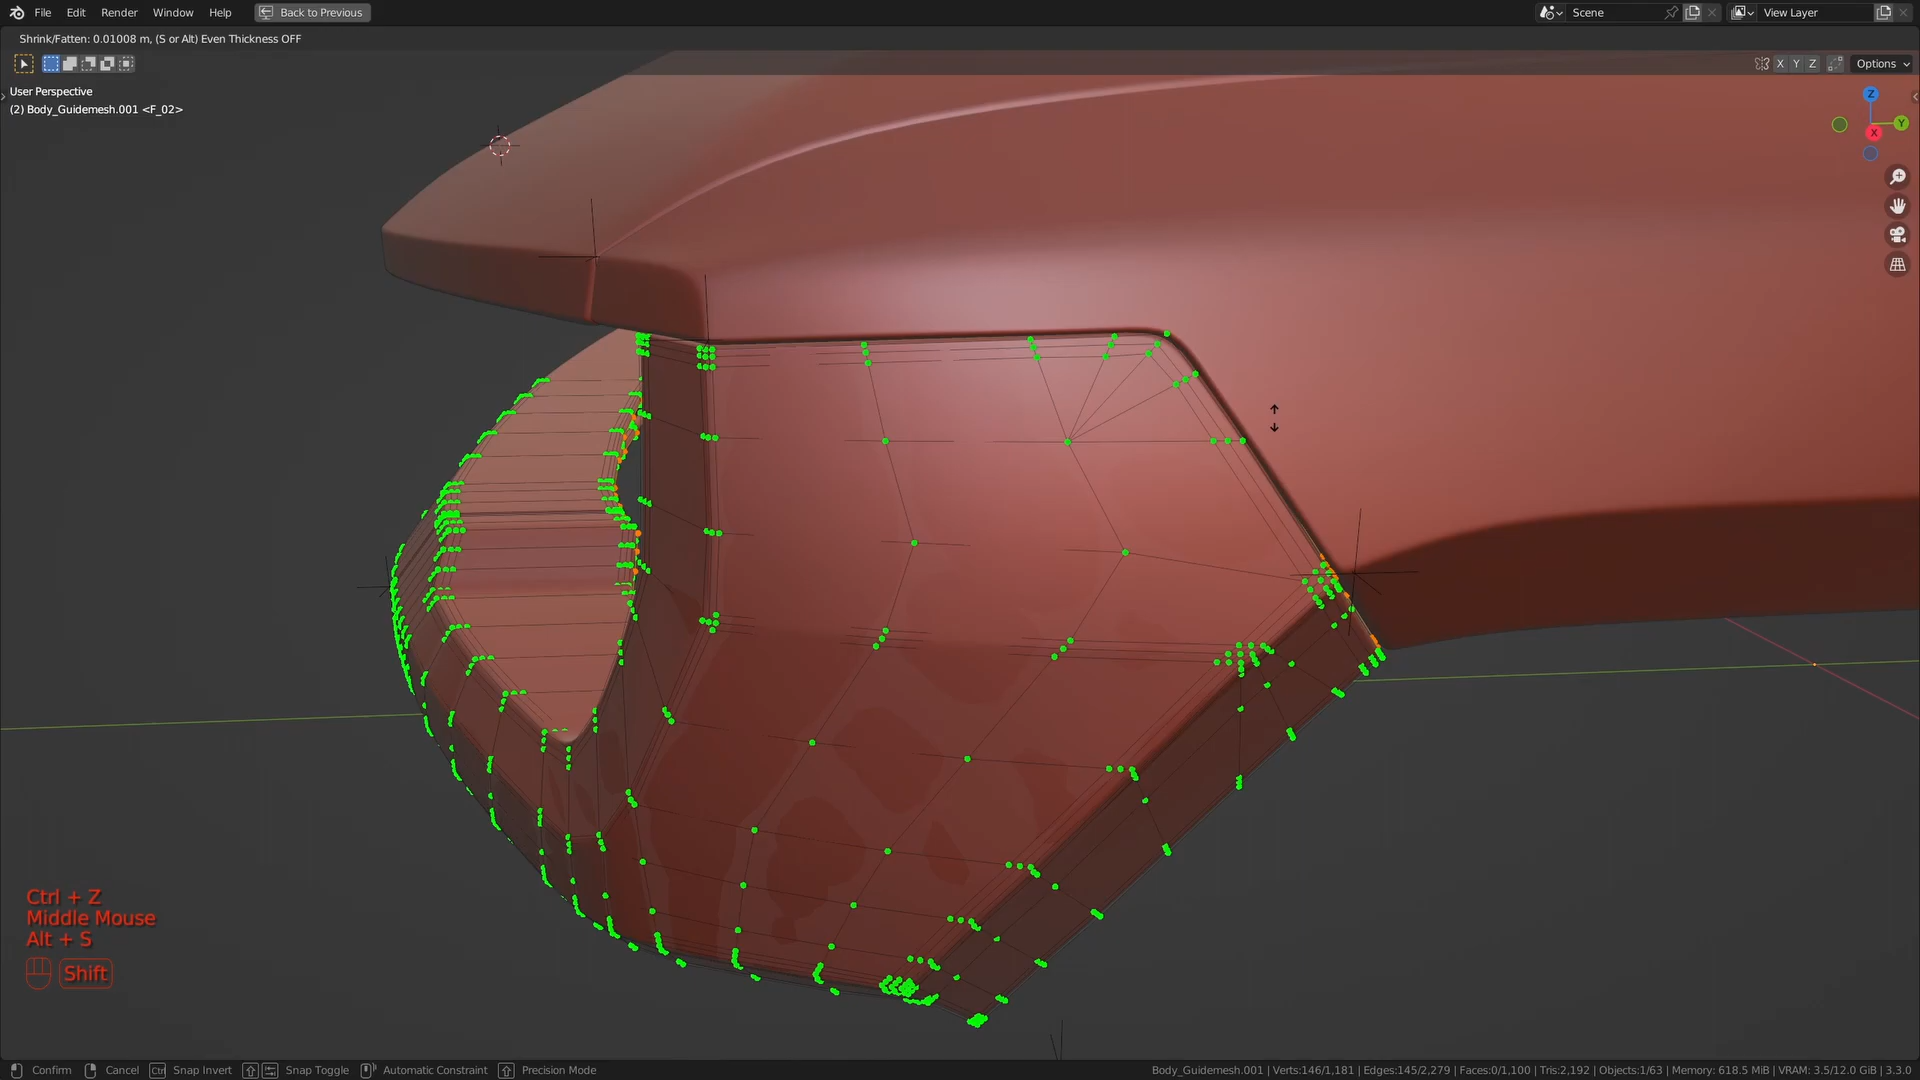 File Edit Render Window Help Back to Previous Scene View Layer
Shrink/Fatten: 0.01008 m, (S or Alt) Even Thickness OFF
X Y Z Options
User Perspective
(2) Body_Guidemesh.001 <F_02>
Z
Y
X
Ctrl + Z
Middle Mouse
Alt + S
Shift
Confirm Cancel Ctrl Snap Invert Snap Toggle Automatic Constraint Precision Mode Body_Guidemesh.001 | Verts:146/1,181 | Edges:145/2,279 | Faces:0/1,100 | Tris:2,192 | Objects:1/63 | Memory: 618.5 MiB | VRAM: 3.5/12.0 GiB | 3.3.0